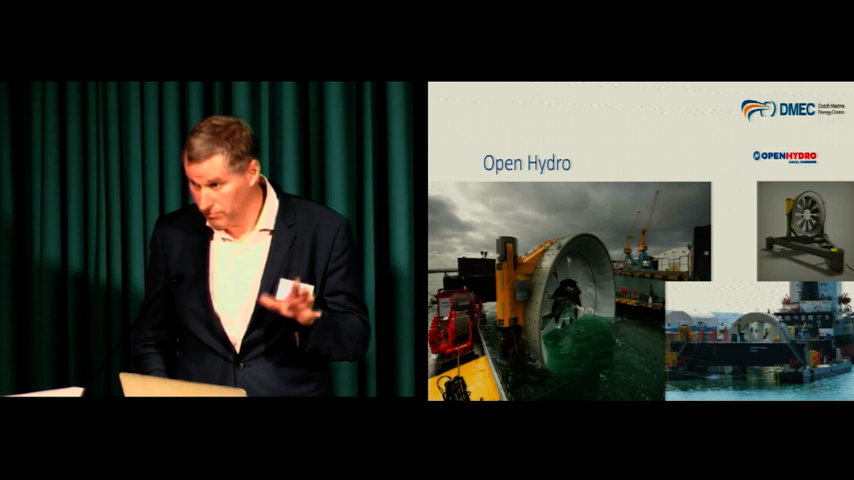 DMEC
Dutch Marine
Energy Centre
OPENHYDRO
Open Hydro